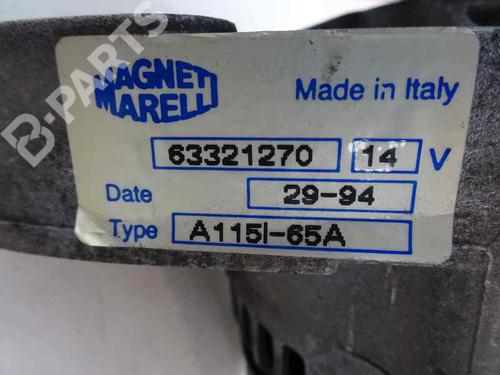 B-PARTS
MAGNETI
MARELLI
Made in Italy
63321270 14 V
Date 29-94
Type A115I-65A